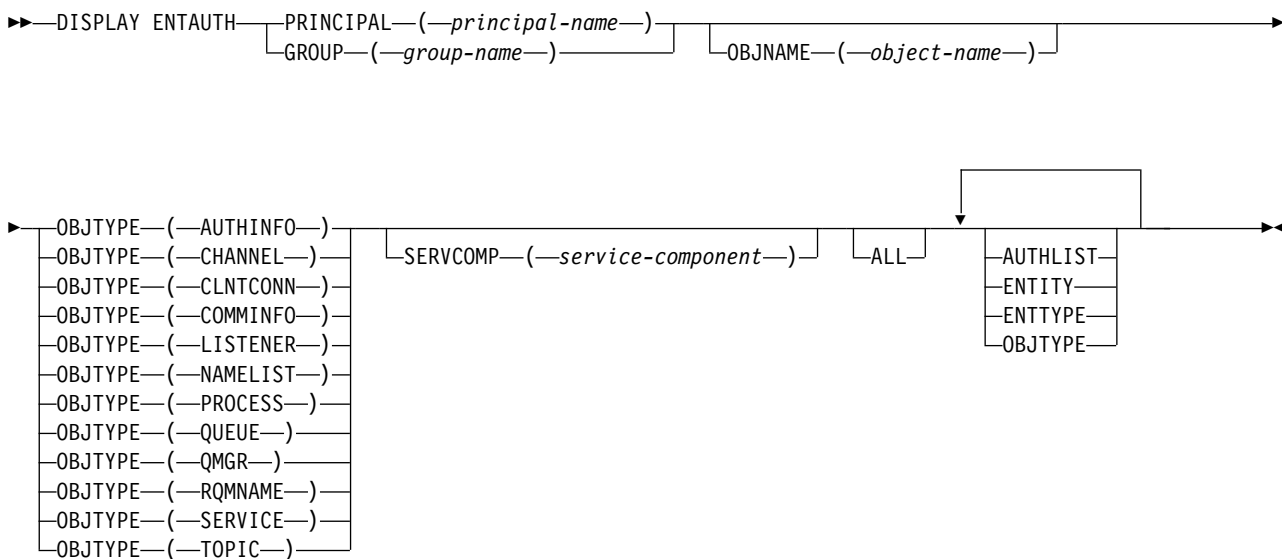 DISPLAY ENTAUTH PRINCIPAL ( principal-name )
GROUP ( group-name ) OBJNAME ( object-name )
OBJTYPE ( AUTHINFO ) SERVCOMP ( service-component ) ALL AUTHLIST
OBJTYPE ( CHANNEL ) ENTITY
OBJTYPE ( CLNTCONN ) ENTTYPE
OBJTYPE ( COMMINFO ) OBJTYPE
OBJTYPE ( LISTENER )
OBJTYPE ( NAMELIST )
OBJTYPE ( PROCESS )
OBJTYPE ( QUEUE )
OBJTYPE ( QMGR )
OBJTYPE ( RQMNAME )
OBJTYPE ( SERVICE )
OBJTYPE ( TOPIC )